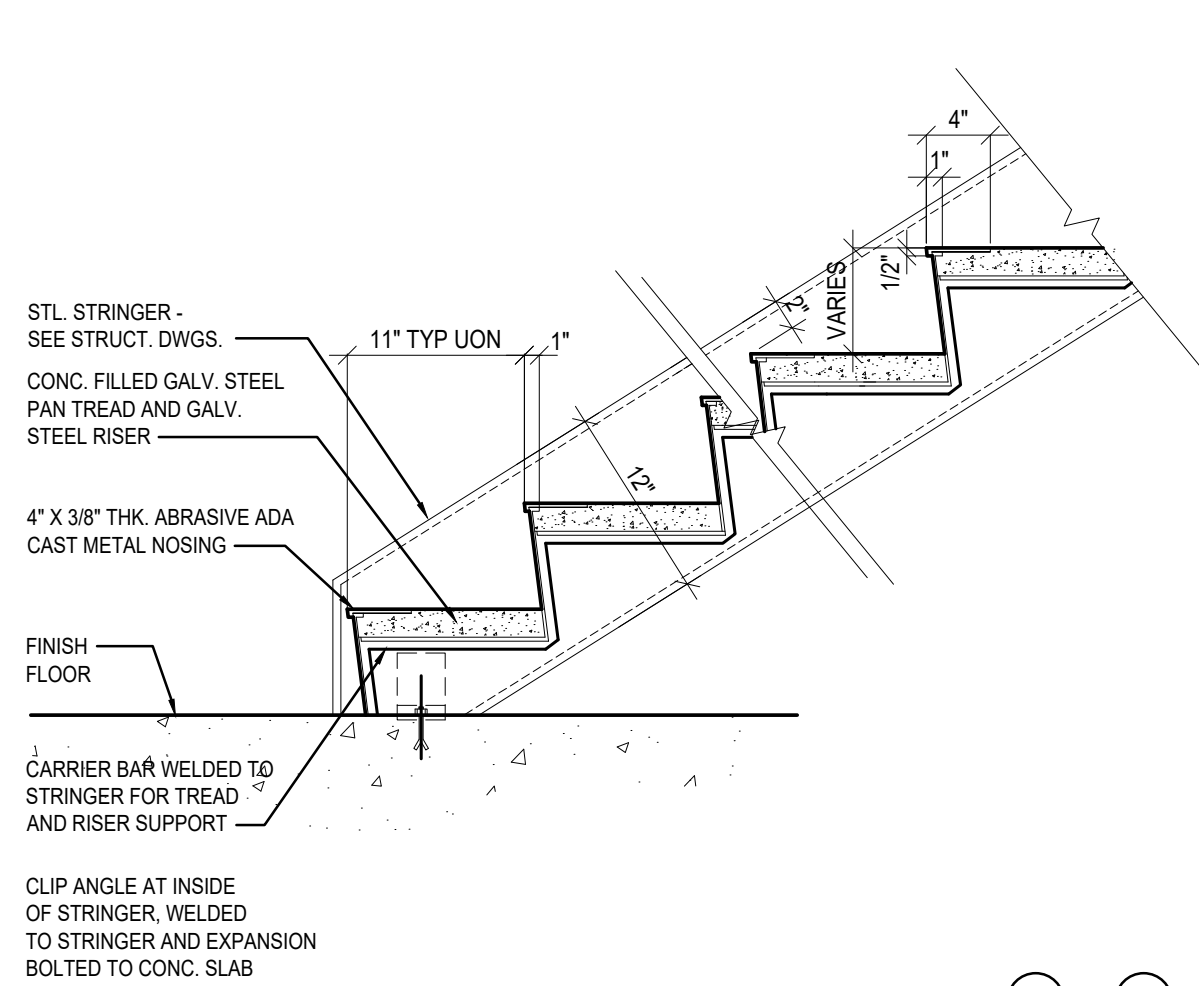 4"
1"
VARIES
1/2"
2"
STL. STRINGER -
SEE STRUCT. DWGS.
11" TYP UON
1"
CONC. FILLED GALV. STEEL
PAN TREAD AND GALV.
STEEL RISER
12"
4" X 3/8" THK. ABRASIVE ADA
CAST METAL NOSING
FINISH
FLOOR
CARRIER BAR WELDED TO
STRINGER FOR TREAD
AND RISER SUPPORT
CLIP ANGLE AT INSIDE
OF STRINGER, WELDED
TO STRINGER AND EXPANSION
BOLTED TO CONC. SLAB